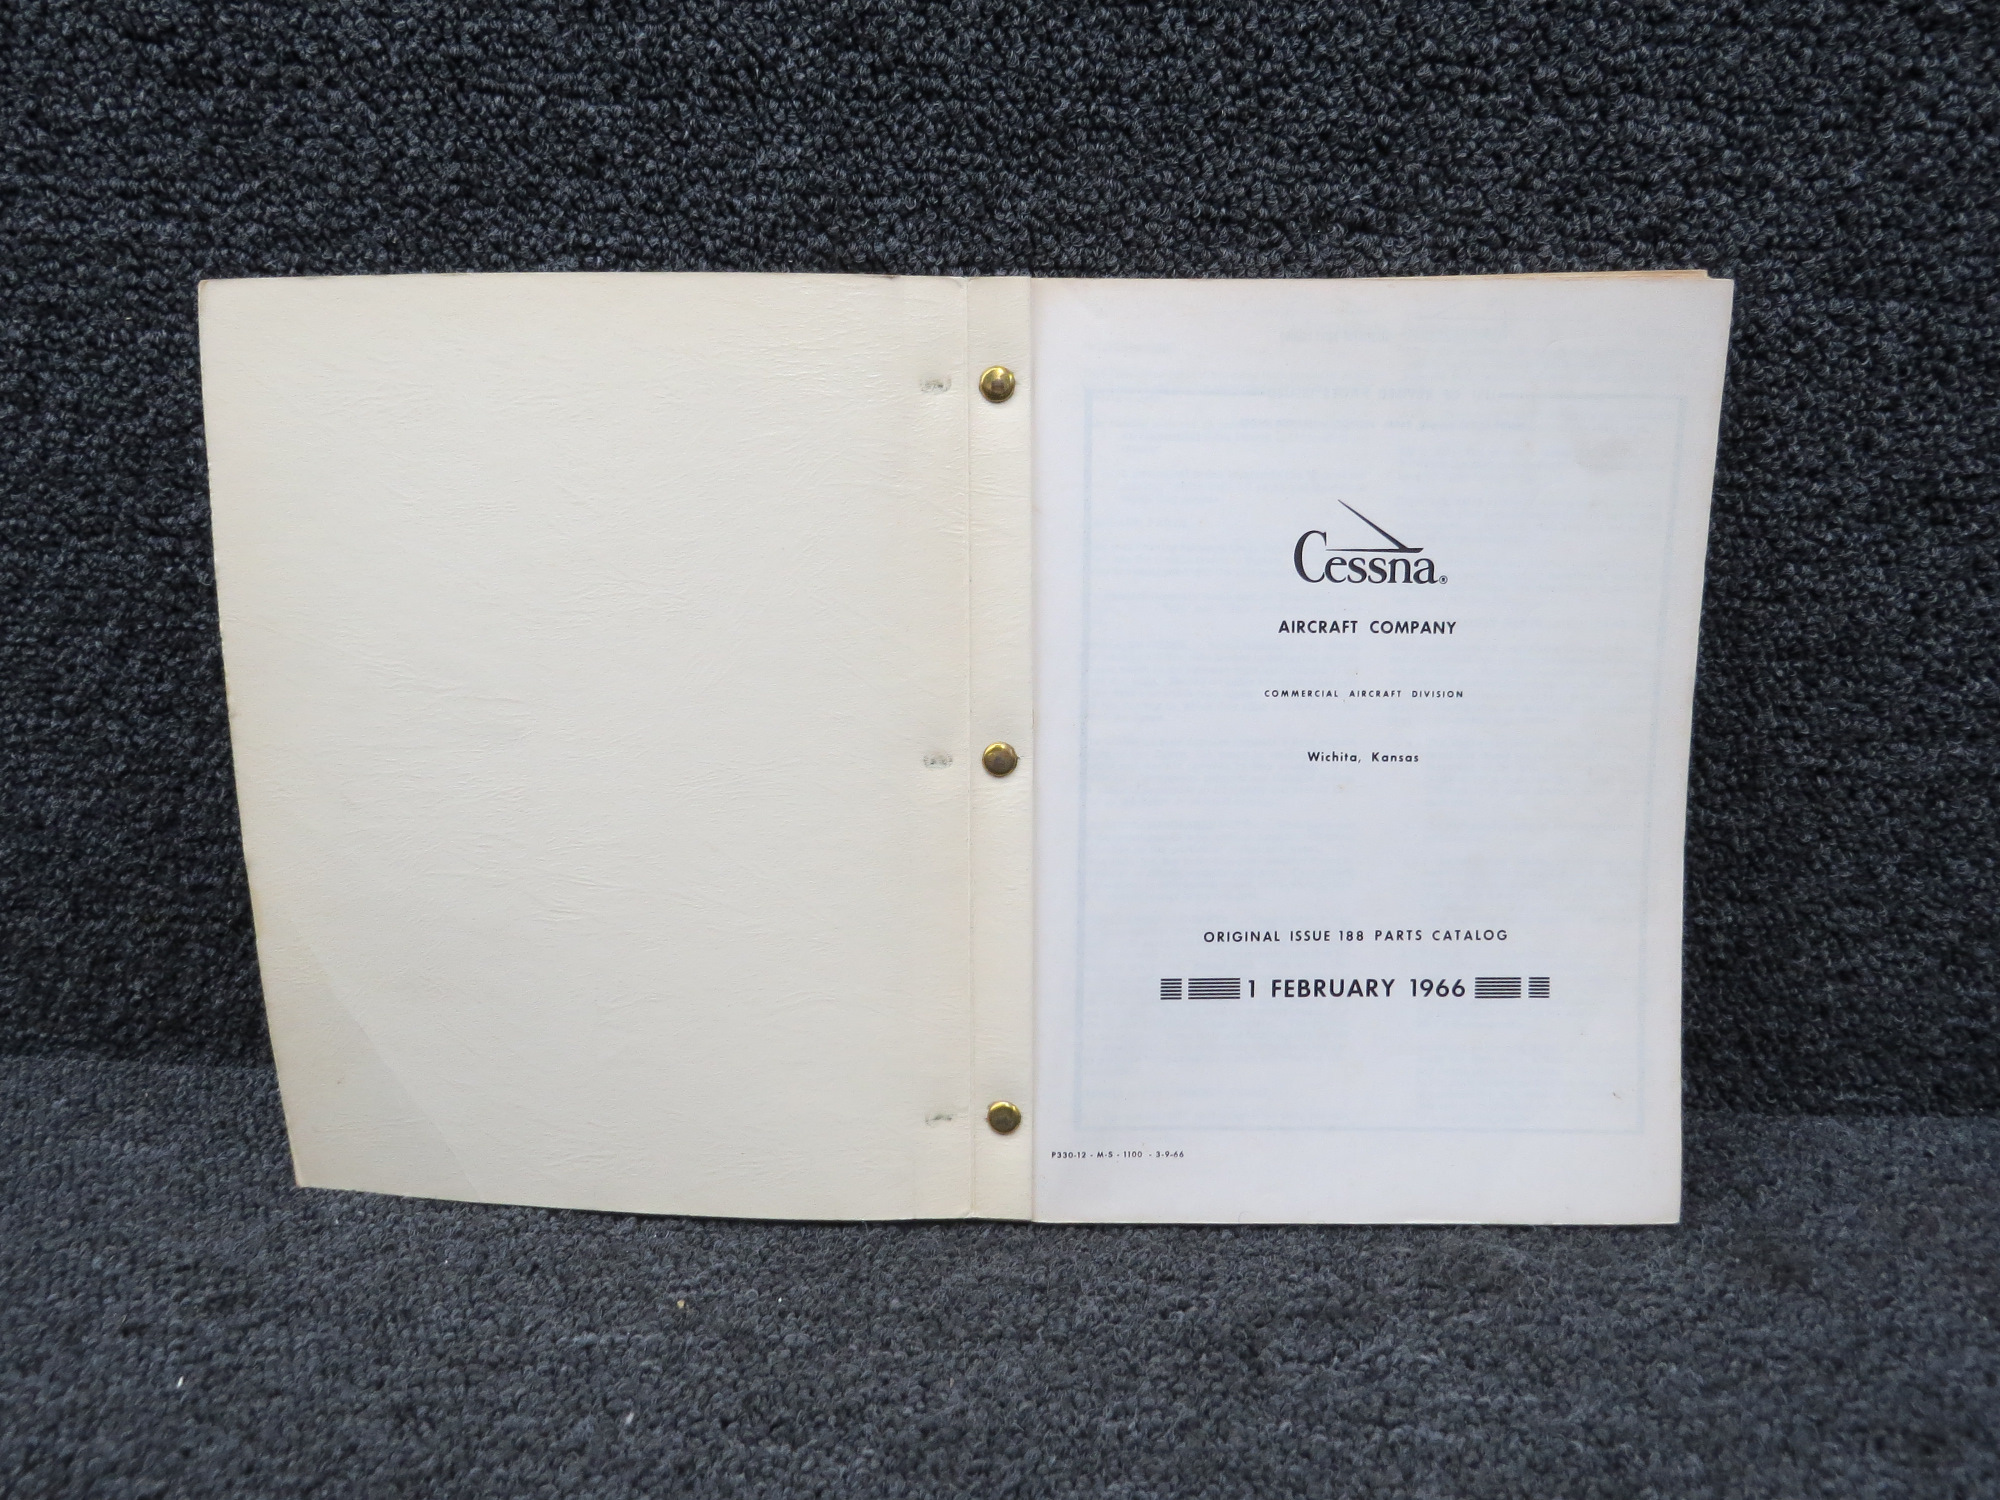 Cessna®
AIRCRAFT COMPANY
COMMERCIAL AIRCRAFT DIVISION
Wichita, Kansas
ORIGINAL ISSUE 188 PARTS CATALOG
1 FEBRUARY 1966
P330-12 - M-5 - 1100 - 3-9-66